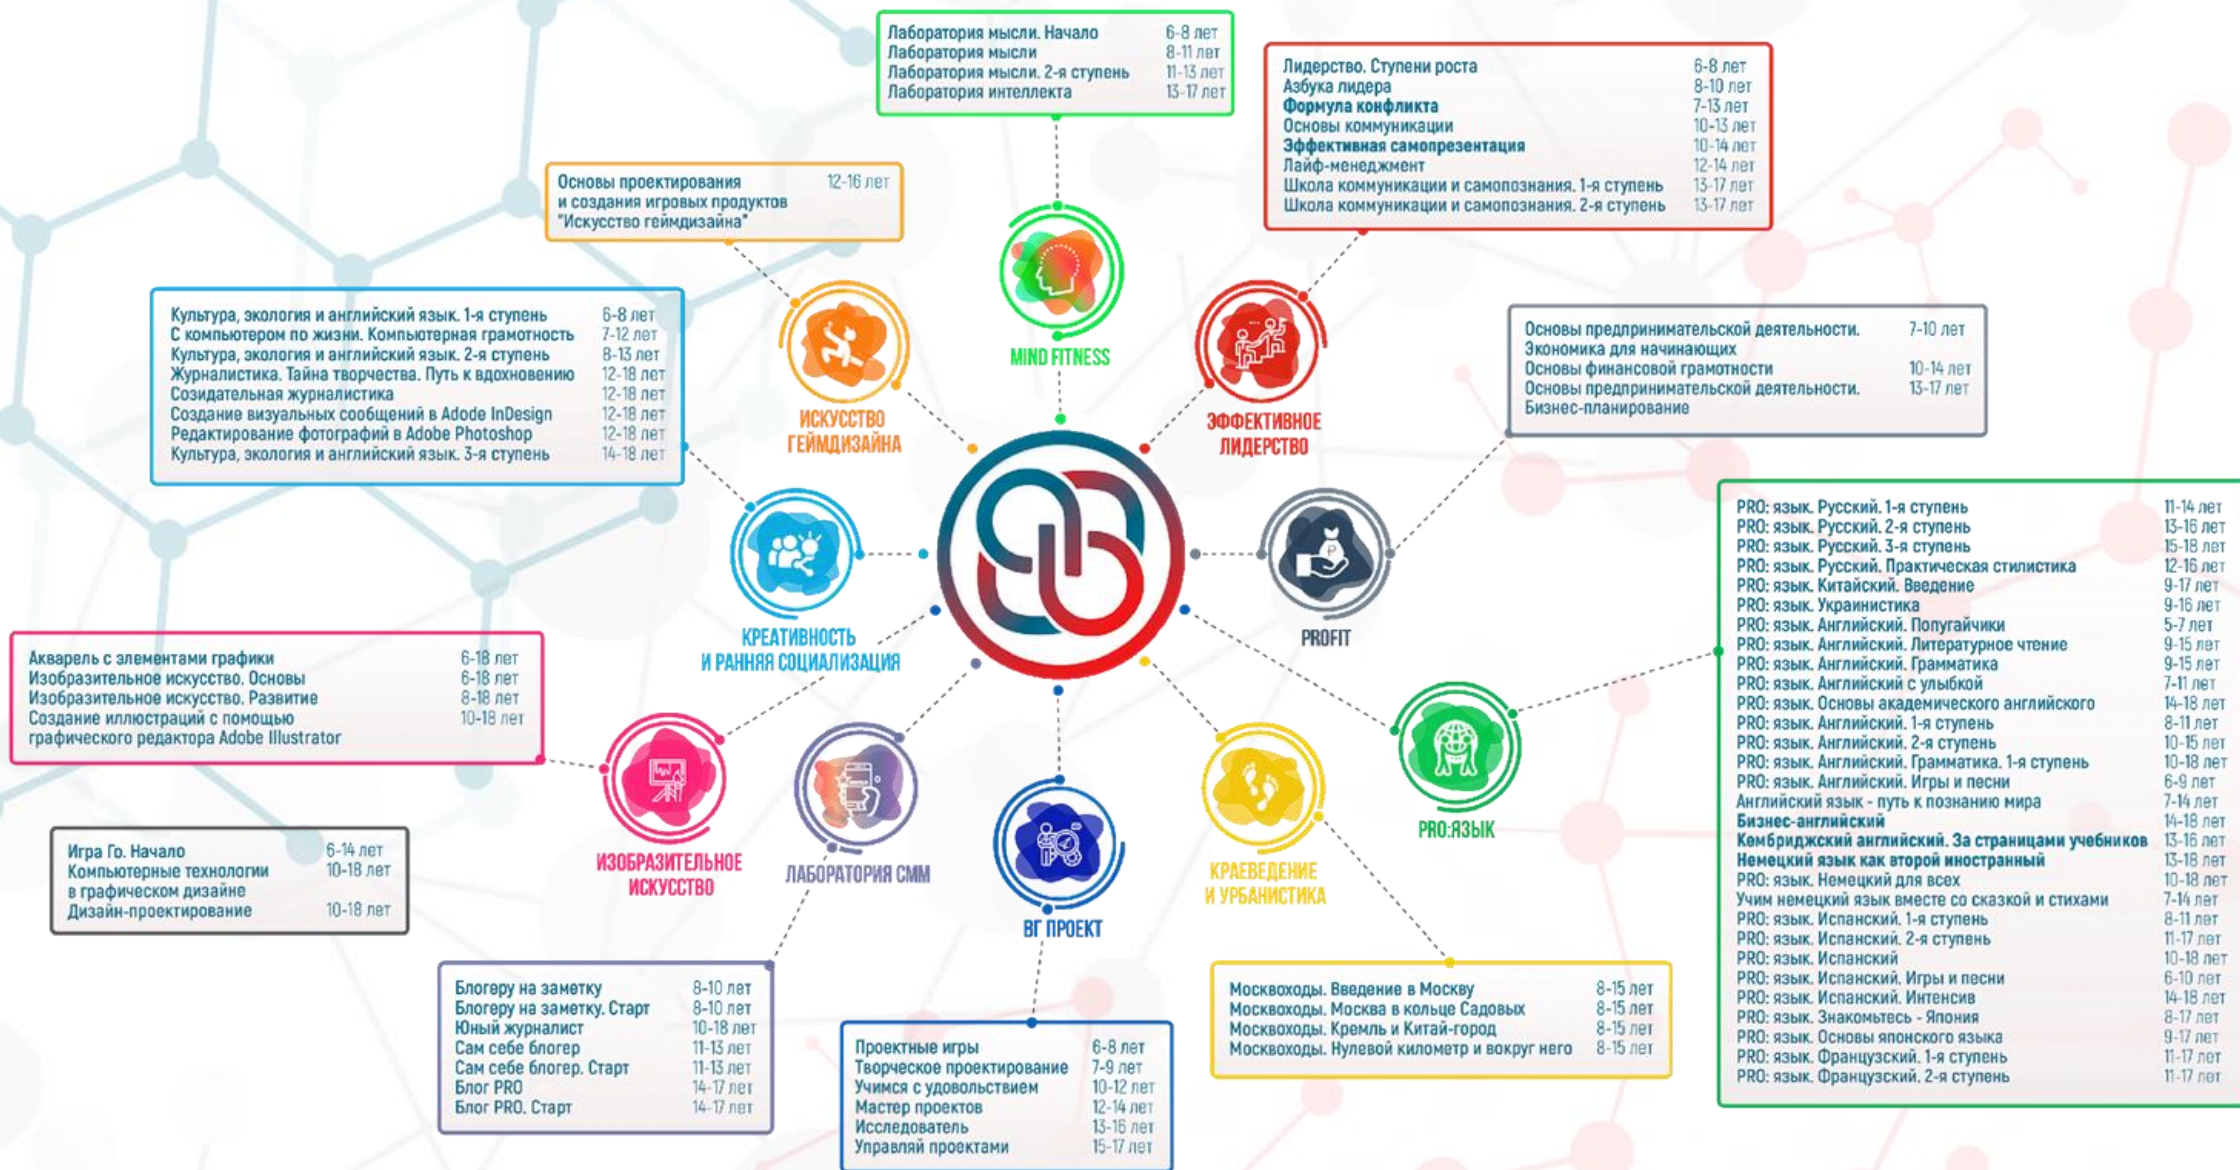 Лаборатория мысли. Начало 6-8 лет
Лаборатория мысли 8-11 лет
Лаборатория мысли. 2-я ступень 11-13 лет
Лаборатория интеллекта 13-17 лет
MIND FITNESS
Лидерство. Ступени роста 6-8 лет
Азбука лидера 8-10 лет
Формула конфликта 7-13 лет
Основы коммуникации 10-13 лет
Эффективная самопрезентация 10-14 лет
Лайф-менеджмент 12-14 лет
Школа коммуникации и самопознания. 1-я ступень 13-17 лет
Школа коммуникации и самопознания. 2-я ступень 13-17 лет
ЭФФЕКТИВНОЕ
ЛИДЕРСТВО
Основы проектирования 12-16 лет
и создания игровых продуктов
"Искусство геймдизайна"
ИСКУССТВО
ГЕЙМДИЗАЙНА
Культура, экология и английский язык. 1-я ступень 6-8 лет
С компьютером по жизни. Компьютерная грамотность 7-12 лет
Культура, экология и английский язык. 2-я ступень 8-13 лет
Журналистика. Тайна творчества. Путь к вдохновению 12-18 лет
Созидательная журналистика 12-18 лет
Создание визуальных сообщений в Adode InDesign 12-18 лет
Редактирование фотографий в Adobe Photoshop 12-18 лет
Культура, экология и английский язык. 3-я ступень 14-18 лет
КРЕАТИВНОСТЬ
И РАННЯЯ СОЦИАЛИЗАЦИЯ
Основы предпринимательской деятельности. 7-10 лет
Экономика для начинающих
Основы финансовой грамотности 10-14 лет
Основы предпринимательской деятельности. 13-17 лет
Бизнес-планирование
PROFIT
PRO: язык. Русский. 1-я ступень 11-14 лет
PRO: язык. Русский. 2-я ступень 13-16 лет
PRO: язык. Русский. 3-я ступень 15-18 лет
PRO: язык. Русский. Практическая стилистика 12-16 лет
PRO: язык. Китайский. Введение 9-17 лет
PRO: язык. Украинистика 9-16 лет
PRO: язык. Английский. Попугайчики 5-7 лет
PRO: язык. Английский. Литературное чтение 9-15 лет
PRO: язык. Английский. Грамматика 9-15 лет
PRO: язык. Английский с улыбкой 7-11 лет
PRO: язык. Основы академического английского 14-18 лет
PRO: язык. Английский. 1-я ступень 8-11 лет
PRO: язык. Английский. 2-я ступень 10-15 лет
PRO: язык. Английский. Грамматика. 1-я ступень 10-18 лет
PRO: язык. Английский. Игры и песни 6-9 лет
Английский язык - путь к познанию мира 7-14 лет
Бизнес-английский 14-18 лет
Кембриджский английский. За страницами учебников 13-16 лет
Немецкий язык как второй иностранный 13-18 лет
PRO: язык. Немецкий для всех 10-18 лет
Учим немецкий язык вместе со сказкой и стихами 7-14 лет
PRO: язык. Испанский. 1-я ступень 8-11 лет
PRO: язык. Испанский. 2-я ступень 11-17 лет
PRO: язык. Испанский 10-18 лет
PRO: язык. Испанский. Игры и песни 6-10 лет
PRO: язык. Испанский. Интенсив 14-18 лет
PRO: язык. Знакомьтесь - Япония 8-17 лет
PRO: язык. Основы японского языка 9-17 лет
PRO: язык. Французский. 1-я ступень 11-17 лет
PRO: язык. Французский. 2-я ступень 11-17 лет
PRO:ЯЗЫК
Акварель с элементами графики 6-18 лет
Изобразительное искусство. Основы 6-18 лет
Изобразительное искусство. Развитие 8-18 лет
Создание иллюстраций с помощью 10-18 лет
графического редактора Adobe Illustrator
ИЗОБРАЗИТЕЛЬНОЕ
ИСКУССТВО
ЛАБОРАТОРИЯ СММ
ВГ ПРОЕКТ
КРАЕВЕДЕНИЕ
И УРБАНИСТИКА
Игра Го. Начало 6-14 лет
Компьютерные технологии 10-18 лет
в графическом дизайне
Дизайн-проектирование 10-18 лет
Блогеру на заметку 8-10 лет
Блогеру на заметку. Старт 8-10 лет
Юный журналист 10-18 лет
Сам себе блогер 11-13 лет
Сам себе блогер. Старт 11-13 лет
Блог PRO 14-17 лет
Блог PRO. Старт 14-17 лет
Проектные игры 6-8 лет
Творческое проектирование 7-9 лет
Учимся с удовольствием 10-12 лет
Мастер проектов 12-14 лет
Исследователь 13-16 лет
Управляй проектами 15-17 лет
Москвоходы. Введение в Москву 8-15 лет
Москвоходы. Москва в кольце Садовых 8-15 лет
Москвоходы. Кремль и Китай-город 8-15 лет
Москвоходы. Нулевой километр и вокруг него 8-15 лет